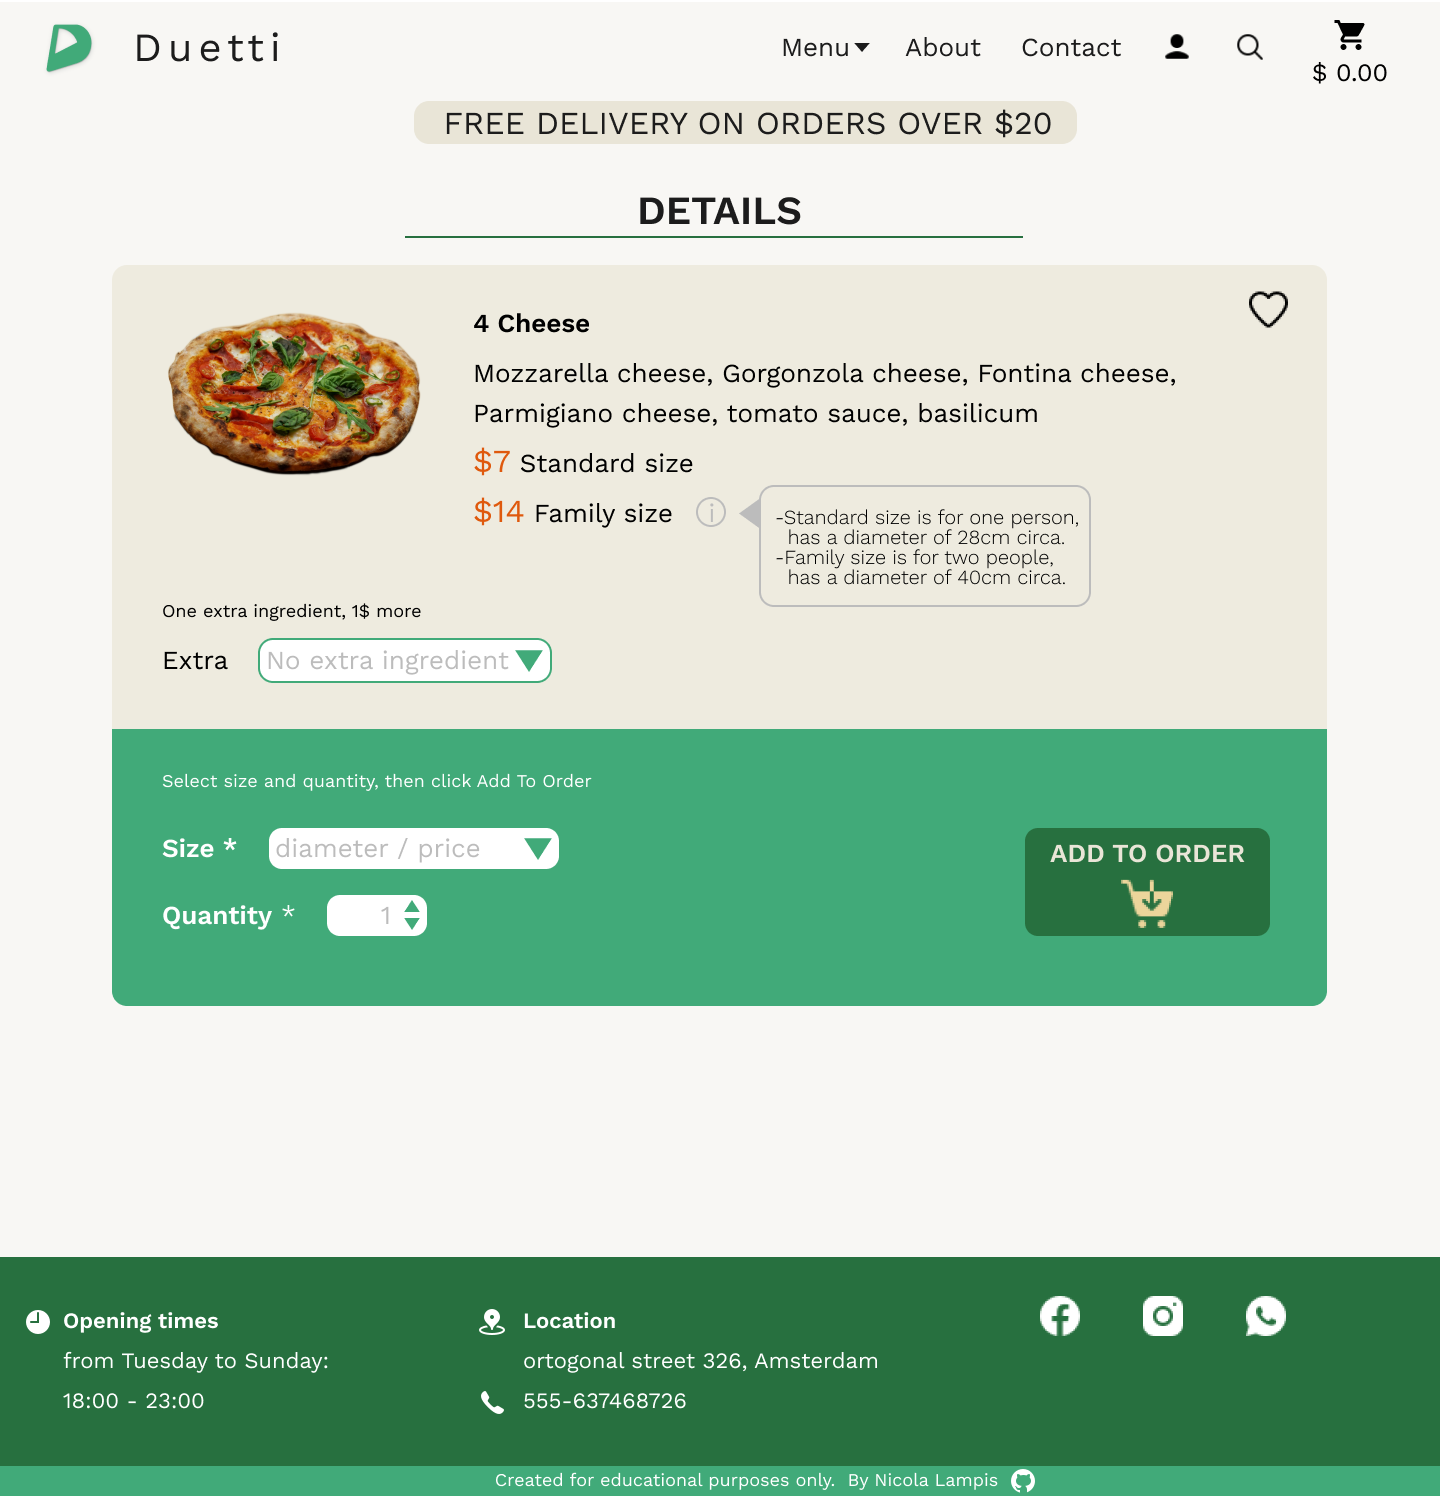 Duetti
Menu
About
Contact
$ 0.00
FREE DELIVERY ON ORDERS OVER $20
DETAILS
4 Cheese
Mozzarella cheese, Gorgonzola cheese, Fontina cheese,
Parmigiano cheese, tomato sauce, basilicum
$7 Standard size
$14 Family size
-Standard size is for one person,
has a diameter of 28cm circa.
-Family size is for two people,
has a diameter of 40cm circa.
One extra ingredient, 1$ more
Extra
No extra ingredient
Select size and quantity, then click Add To Order
Size *
diameter / price
Quantity *
1
ADD TO ORDER
Opening times
from Tuesday to Sunday:
18:00 - 23:00
Location
ortogonal street 326, Amsterdam
555-637468726
Created for educational purposes only.  By Nicola Lampis